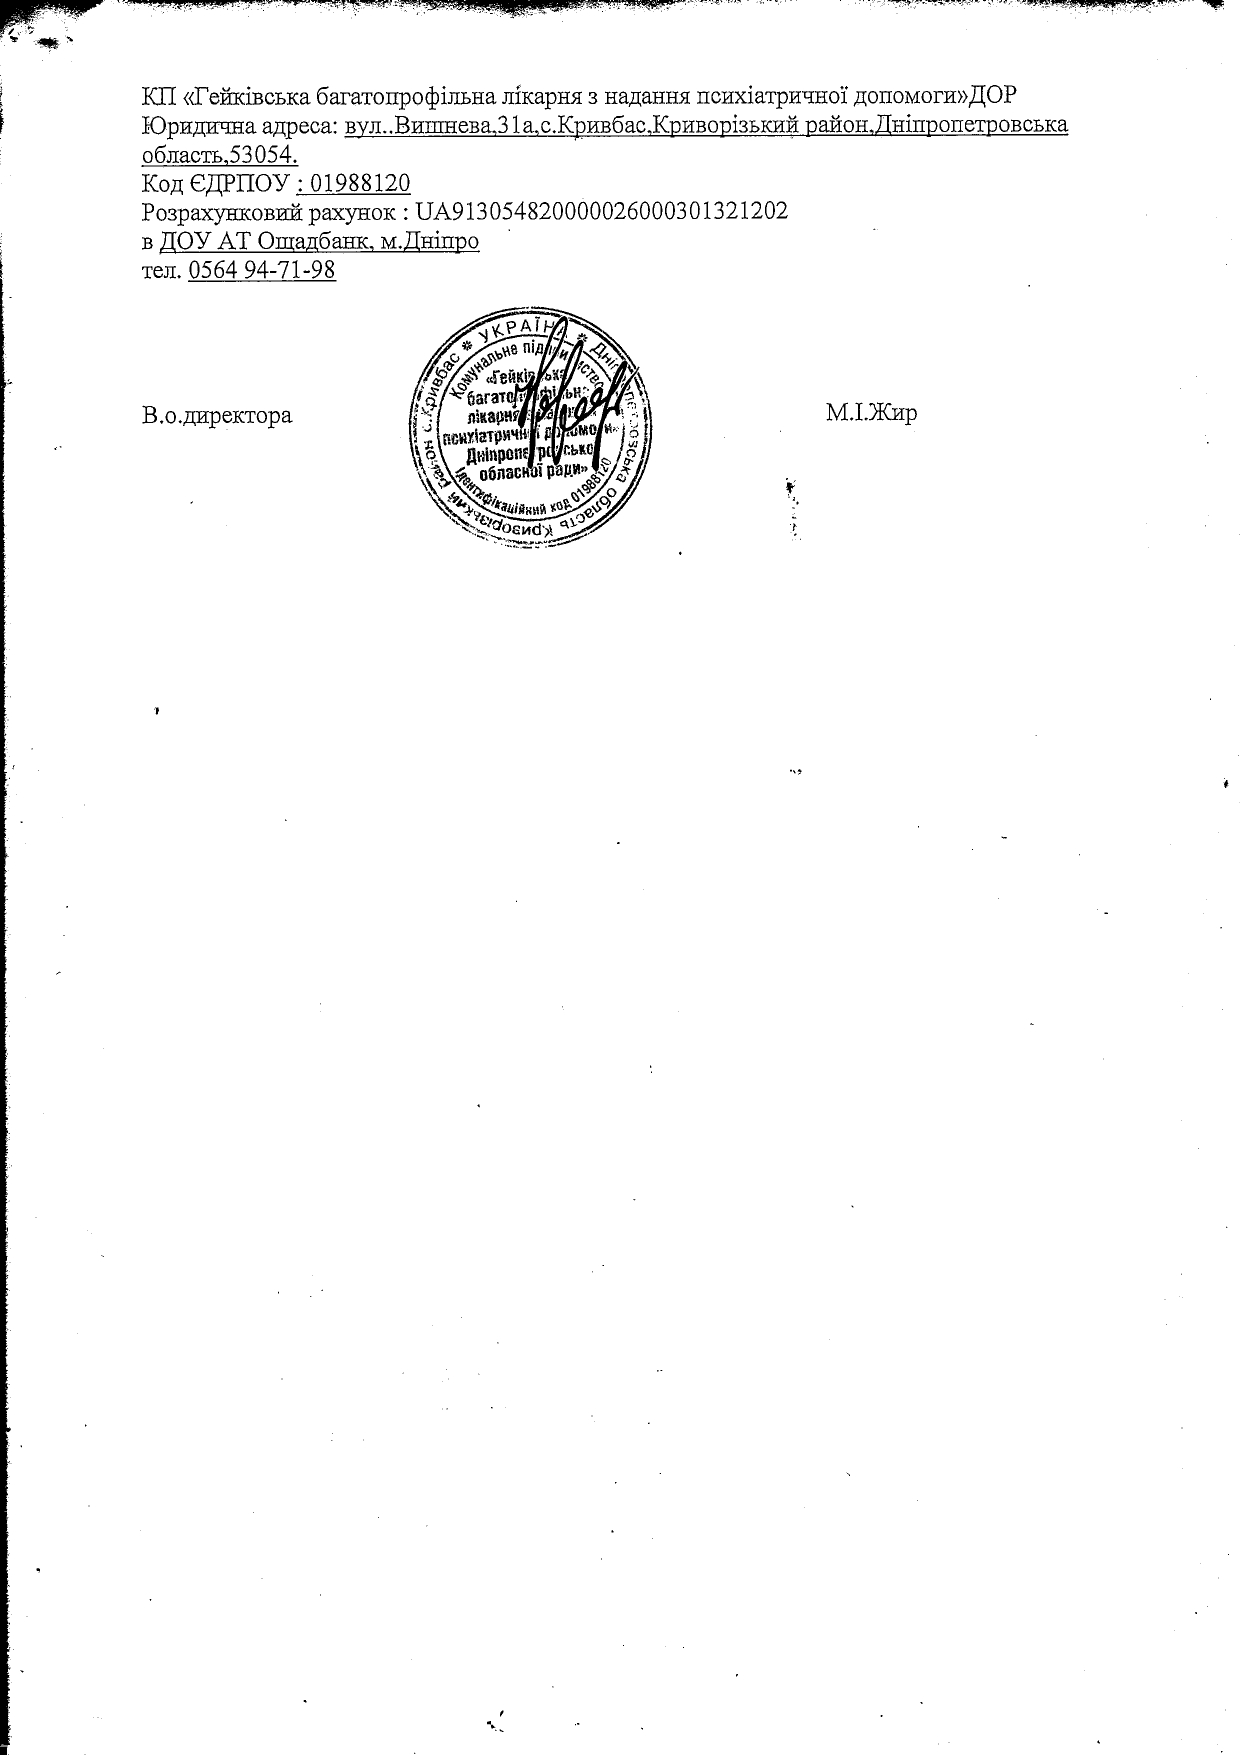 КП «Гейківська багатопрофільна лікарня з надання психіатричної допомоги»ДОР
Юридична адреса: вул..Вишнева,31а,с.Кривбас,Криворізький район,Дніпропетровська
область,53054.
Код ЄДРПОУ : 01988120
Розрахунковий рахунок : UA913054820000026000301321202
в ДОУ АТ Ощадбанк, м.Дніпро
тел. 0564 94-71-98
В.о.директора
М.І.Жир
УКРАЇНА * Дніпропетровська область Криворізький район с.Кривбас *
Комунальне підприємство
«Гейківська
багатопрофільна
лікарня з надання
психіатричної допомоги»
Дніпропетровської
обласної ради»
Ідентифікаційний код 01988120